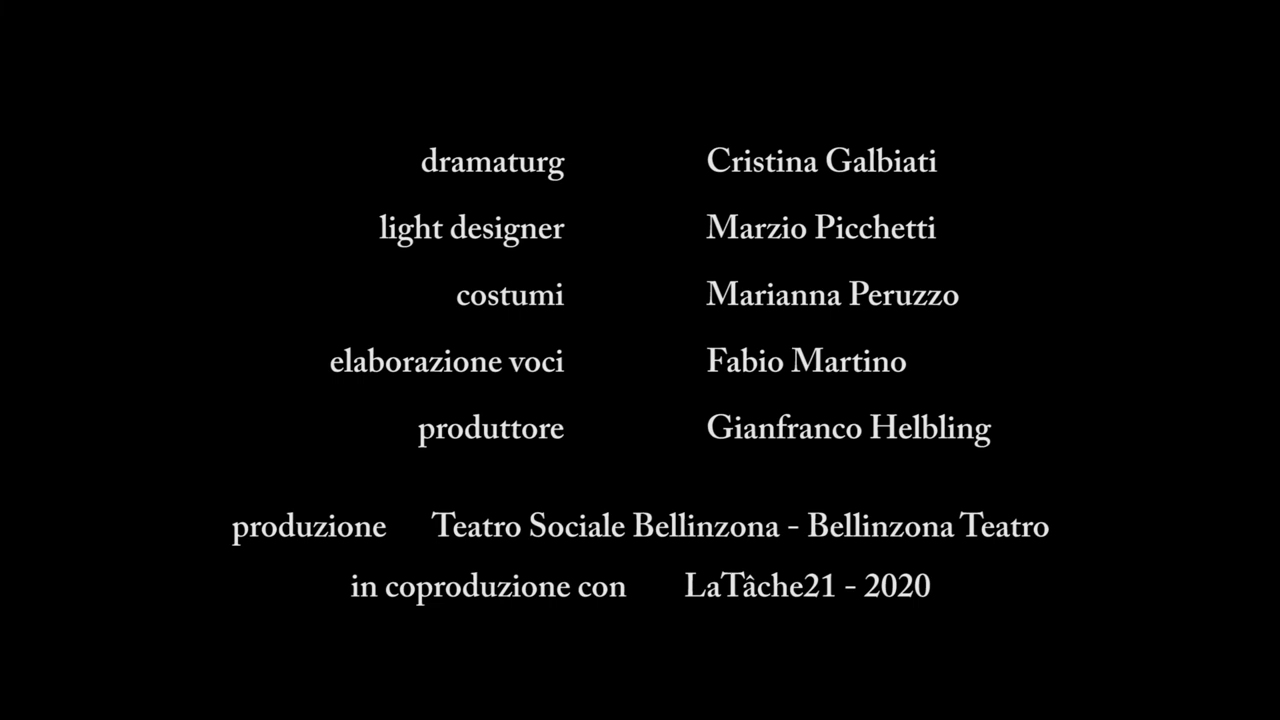 dramaturg Cristina Galbiati
light designer Marzio Picchetti
costumi Marianna Peruzzo
elaborazione voci Fabio Martino
produttore Gianfranco Helbling
produzione Teatro Sociale Bellinzona - Bellinzona Teatro
in coproduzione con LaTâche21 - 2020